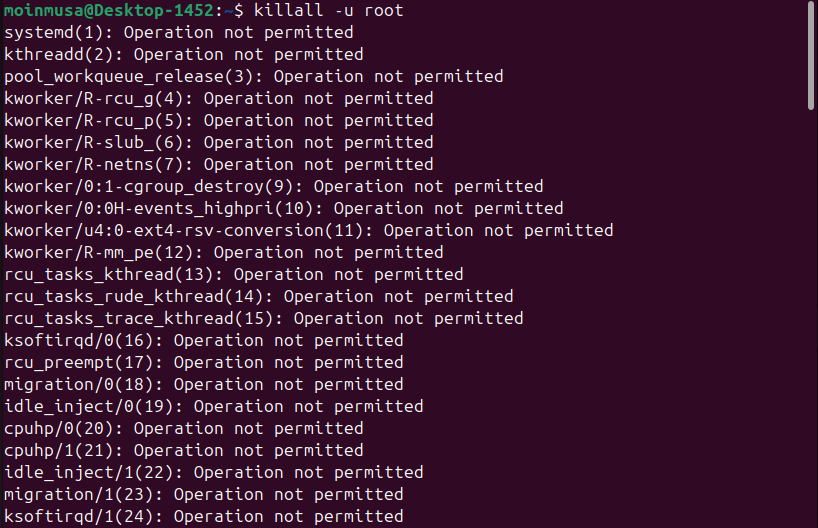 moinmusa@Desktop-1452:~$ killall -u root
systemd(1): Operation not permitted
kthreadd(2): Operation not permitted
pool_workqueue_release(3): Operation not permitted
kworker/R-rcu_g(4): Operation not permitted
kworker/R-rcu_p(5): Operation not permitted
kworker/R-slub_(6): Operation not permitted
kworker/R-netns(7): Operation not permitted
kworker/0:1-cgroup_destroy(9): Operation not permitted
kworker/0:0H-events_highpri(10): Operation not permitted
kworker/u4:0-ext4-rsv-conversion(11): Operation not permitted
kworker/R-mm_pe(12): Operation not permitted
rcu_tasks_kthread(13): Operation not permitted
rcu_tasks_rude_kthread(14): Operation not permitted
rcu_tasks_trace_kthread(15): Operation not permitted
ksoftirqd/0(16): Operation not permitted
rcu_preempt(17): Operation not permitted
migration/0(18): Operation not permitted
idle_inject/0(19): Operation not permitted
cpuhp/0(20): Operation not permitted
cpuhp/1(21): Operation not permitted
idle_inject/1(22): Operation not permitted
migration/1(23): Operation not permitted
ksoftirqd/1(24): Operation not permitted